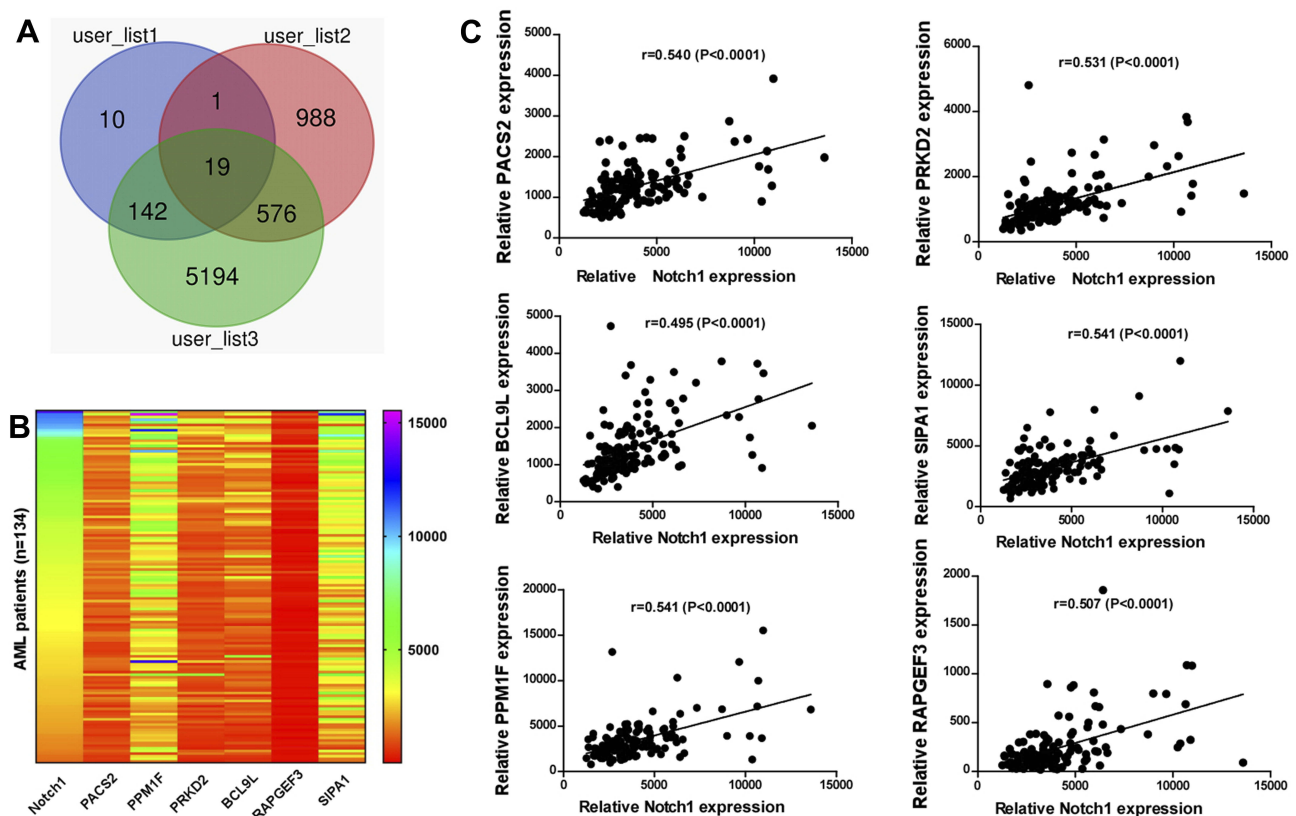 A
user_list1
user_list2
10
1
988
19
142
576
5194
user_list3
B
AML patients (n=134)
15000
10000
5000
Notch1
PACS2
PPM1F
PRKD2
BCL9L
RAPGEF3
SIPA1
C
Relative PACS2 expression
5000
4000
3000
2000
1000
0
r=0.540 (P<0.0001)
0
5000
10000
15000
Relative Notch1 expression
Relative PRKD2 expression
6000
4000
2000
0
r=0.531 (P<0.0001)
0
5000
10000
15000
Relative Notch1 expression
Relative BCL9L expression
5000
4000
3000
2000
1000
0
r=0.495 (P<0.0001)
0
5000
10000
15000
Relative Notch1 expression
Relative SIPA1 expression
15000
10000
5000
0
r=0.541 (P<0.0001)
0
5000
10000
15000
Relative Notch1 expression
Relative PPM1F expression
20000
15000
10000
5000
0
r=0.541 (P<0.0001)
0
5000
10000
15000
Relative Notch1 expression
Relative RAPGEF3 expression
2000
1500
1000
500
0
r=0.507 (P<0.0001)
0
5000
10000
15000
Relative Notch1 expression